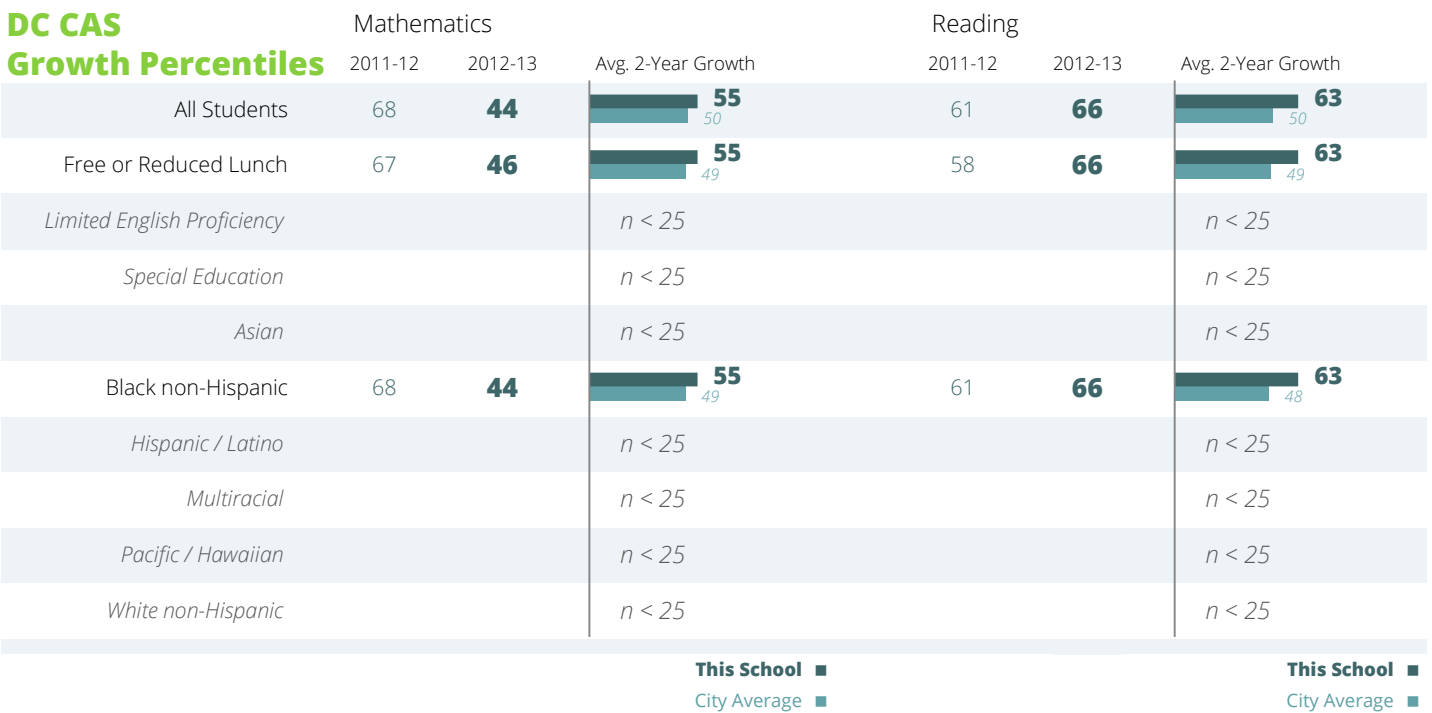 DC CAS
Growth Percentiles
Mathematics Reading
2011-12 2012-13 Avg. 2-Year Growth 2011-12 2012-13 Avg. 2-Year Growth
All Students 68 44 55 50 61 66 63 50
Free or Reduced Lunch 67 46 55 49 58 66 63 49
Limited English Proficiency n < 25 n < 25
Special Education n < 25 n < 25
Asian n < 25 n < 25
Black non-Hispanic 68 44 55 49 61 66 63 48
Hispanic / Latino n < 25 n < 25
Multiracial n < 25 n < 25
Pacific / Hawaiian n < 25 n < 25
White non-Hispanic n < 25 n < 25
This School This School
City Average City Average